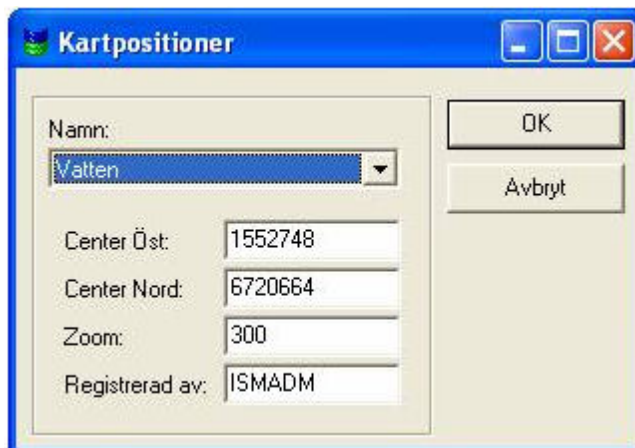 Kartpositioner
Namn:
Vatten
Center Öst: 1552748
Center Nord: 6720664
Zoom: 300
Registrerad av: ISMADM
OK
Avbryt